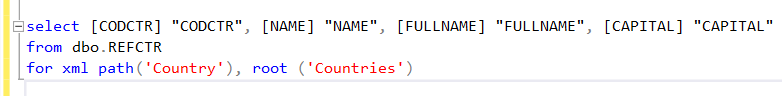 select [CODCTR] "CODCTR", [NAME] "NAME", [FULLNAME] "FULLNAME", [CAPITAL] "CAPITAL"
from dbo.REFCTR
for xml path('Country'), root ('Countries')